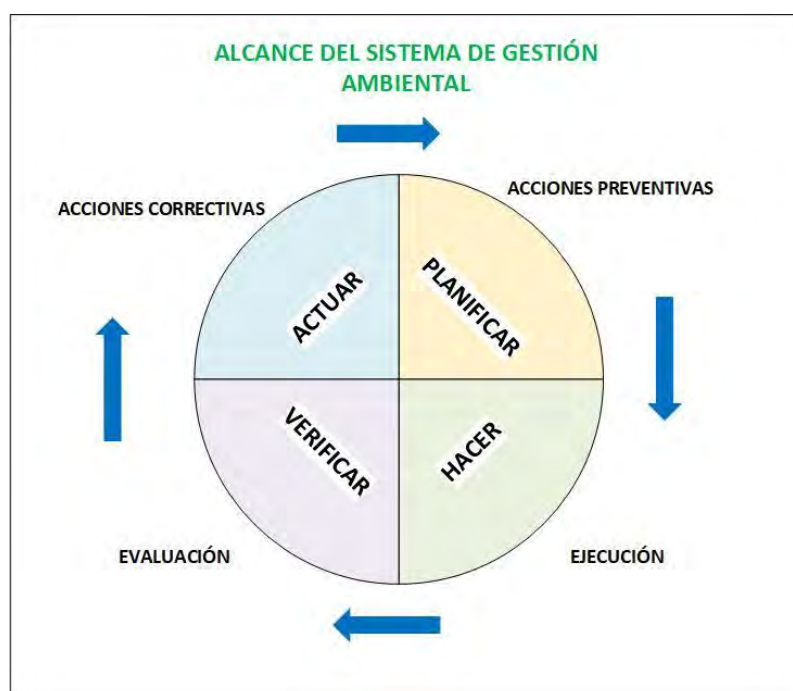 ALCANCE DEL SISTEMA DE GESTIÓN
AMBIENTAL
ACCIONES CORRECTIVAS
ACCIONES PREVENTIVAS
ACTUAR
PLANIFICAR
VERIFICAR
HACER
EVALUACIÓN
EJECUCIÓN